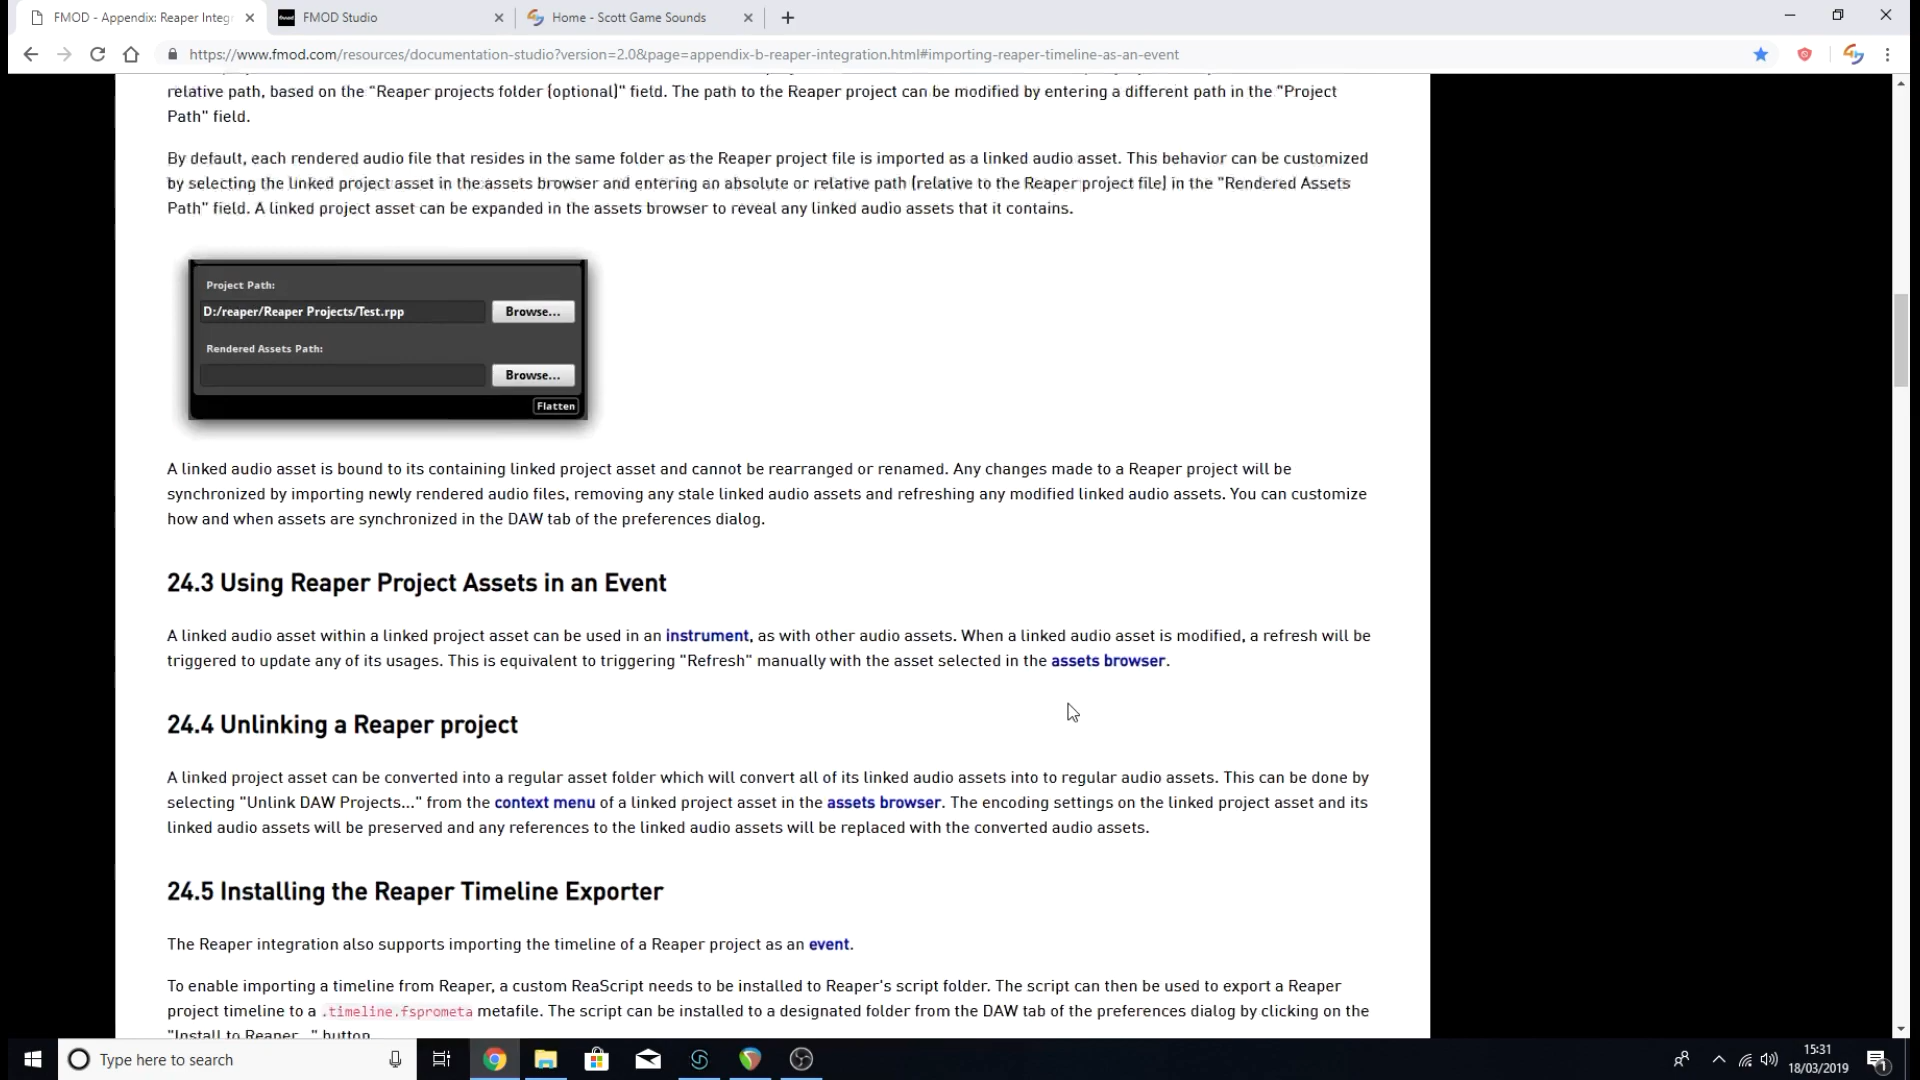 FMOD - Appendix: Reaper Integ
FMOD Studio
Home - Scott Game Sounds
https://www.fmod.com/resources/documentation-studio?version=2.0&page=appendix-b-reaper-integration.html#importing-reaper-timeline-as-an-event
relative path, based on the "Reaper projects folder (optional)" field. The path to the Reaper project can be modified by entering a different path in the "Project
Path" field.
By default, each rendered audio file that resides in the same folder as the Reaper project file is imported as a linked audio asset. This behavior can be customized
by selecting the linked project asset in the assets browser and entering an absolute or relative path (relative to the Reaper project file) in the "Rendered Assets
Path" field. A linked project asset can be expanded in the assets browser to reveal any linked audio assets that it contains.
Project Path:
D:/reaper/Reaper Projects/Test.rpp
Browse...
Rendered Assets Path:
Browse...
Flatten
A linked audio asset is bound to its containing linked project asset and cannot be rearranged or renamed. Any changes made to a Reaper project will be
synchronized by importing newly rendered audio files, removing any stale linked audio assets and refreshing any modified linked audio assets. You can customize
how and when assets are synchronized in the DAW tab of the preferences dialog.
24.3 Using Reaper Project Assets in an Event
A linked audio asset within a linked project asset can be used in an instrument, as with other audio assets. When a linked audio asset is modified, a refresh will be
triggered to update any of its usages. This is equivalent to triggering "Refresh" manually with the asset selected in the assets browser.
24.4 Unlinking a Reaper project
A linked project asset can be converted into a regular asset folder which will convert all of its linked audio assets into to regular audio assets. This can be done by
selecting "Unlink DAW Projects..." from the context menu of a linked project asset in the assets browser. The encoding settings on the linked project asset and its
linked audio assets will be preserved and any references to the linked audio assets will be replaced with the converted audio assets.
24.5 Installing the Reaper Timeline Exporter
The Reaper integration also supports importing the timeline of a Reaper project as an event.
To enable importing a timeline from Reaper, a custom ReaScript needs to be installed to Reaper's script folder. The script can then be used to export a Reaper
project timeline to a .timeline.fsprometa metafile. The script can be installed to a designated folder from the DAW tab of the preferences dialog by clicking on the
"Install to Reaper..." button.
Type here to search
15:31
18/03/2019
1